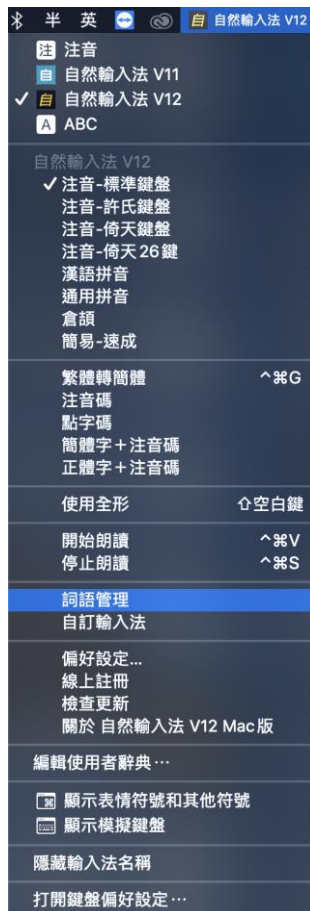 半 英 自 自然輸入法 V12
注 注音
自 自然輸入法 V11
✓ 自 自然輸入法 V12
A ABC
自然輸入法 V12
✓注音-標準鍵盤
注音-許氏鍵盤
注音-倚天鍵盤
注音-倚天26鍵
漢語拼音
通用拼音
倉頡
簡易-速成
繁體轉簡體 ^⌘G
注音碼
點字碼
簡體字+注音碼
正體字+注音碼
使用全形 ⇧空白鍵
開始朗讀 ^⌘V
停止朗讀 ^⌘S
詞語管理
自訂輸入法
偏好設定...
線上註冊
檢查更新
關於 自然輸入法 V12 Mac版
編輯使用者辭典⋯
顯示表情符號和其他符號
顯示模擬鍵盤
隱藏輸入法名稱
打開鍵盤偏好設定⋯